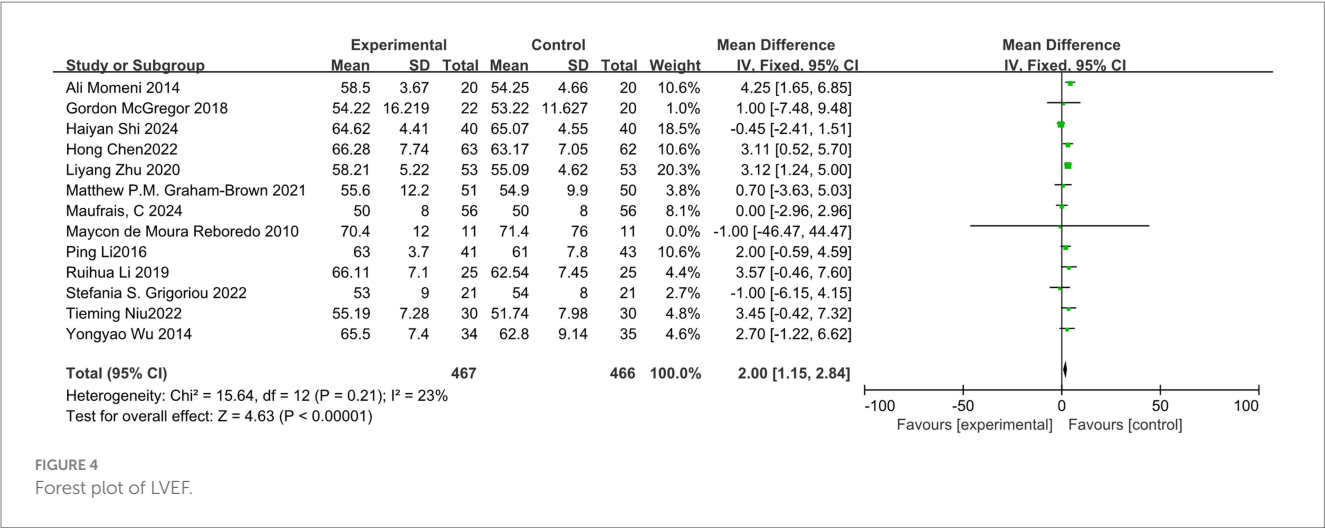 Experimental Control Mean Difference Mean Difference
Study or Subgroup Mean SD Total Mean SD Total Weight IV, Fixed, 95% CI IV, Fixed, 95% CI
Ali Momeni 2014 58.5 3.67 20 54.25 4.66 20 10.6% 4.25 [1.65, 6.85]
Gordon McGregor 2018 54.22 16.219 22 53.22 11.627 20 1.0% 1.00 [-7.48, 9.48]
Haiyan Shi 2024 64.62 4.41 40 65.07 4.55 40 18.5% -0.45 [-2.41, 1.51]
Hong Chen2022 66.28 7.74 63 63.17 7.05 62 10.6% 3.11 [0.52, 5.70]
Liyang Zhu 2020 58.21 5.22 53 55.09 4.62 53 20.3% 3.12 [1.24, 5.00]
Matthew P.M. Graham-Brown 2021 55.6 12.2 51 54.9 9.9 50 3.8% 0.70 [-3.63, 5.03]
Maufrais, C 2024 50 8 56 50 8 56 8.1% 0.00 [-2.96, 2.96]
Maycon de Moura Reboredo 2010 70.4 12 11 71.4 76 11 0.0% -1.00 [-46.47, 44.47]
Ping Li2016 63 3.7 41 61 7.8 43 10.6% 2.00 [-0.59, 4.59]
Ruihua Li 2019 66.11 7.1 25 62.54 7.45 25 4.4% 3.57 [-0.46, 7.60]
Stefania S. Grigoriou 2022 53 9 21 54 8 21 2.7% -1.00 [-6.15, 4.15]
Tieming Niu2022 55.19 7.28 30 51.74 7.98 30 4.8% 3.45 [-0.42, 7.32]
Yongyao Wu 2014 65.5 7.4 34 62.8 9.14 35 4.6% 2.70 [-1.22, 6.62]
Total (95% CI) 467 466 100.0% 2.00 [1.15, 2.84]
Heterogeneity: Chi² = 15.64, df = 12 (P = 0.21); I² = 23%
Test for overall effect: Z = 4.63 (P < 0.00001)
-100 -50 0 50 100
Favours [experimental] Favours [control]
FIGURE 4
Forest plot of LVEF.